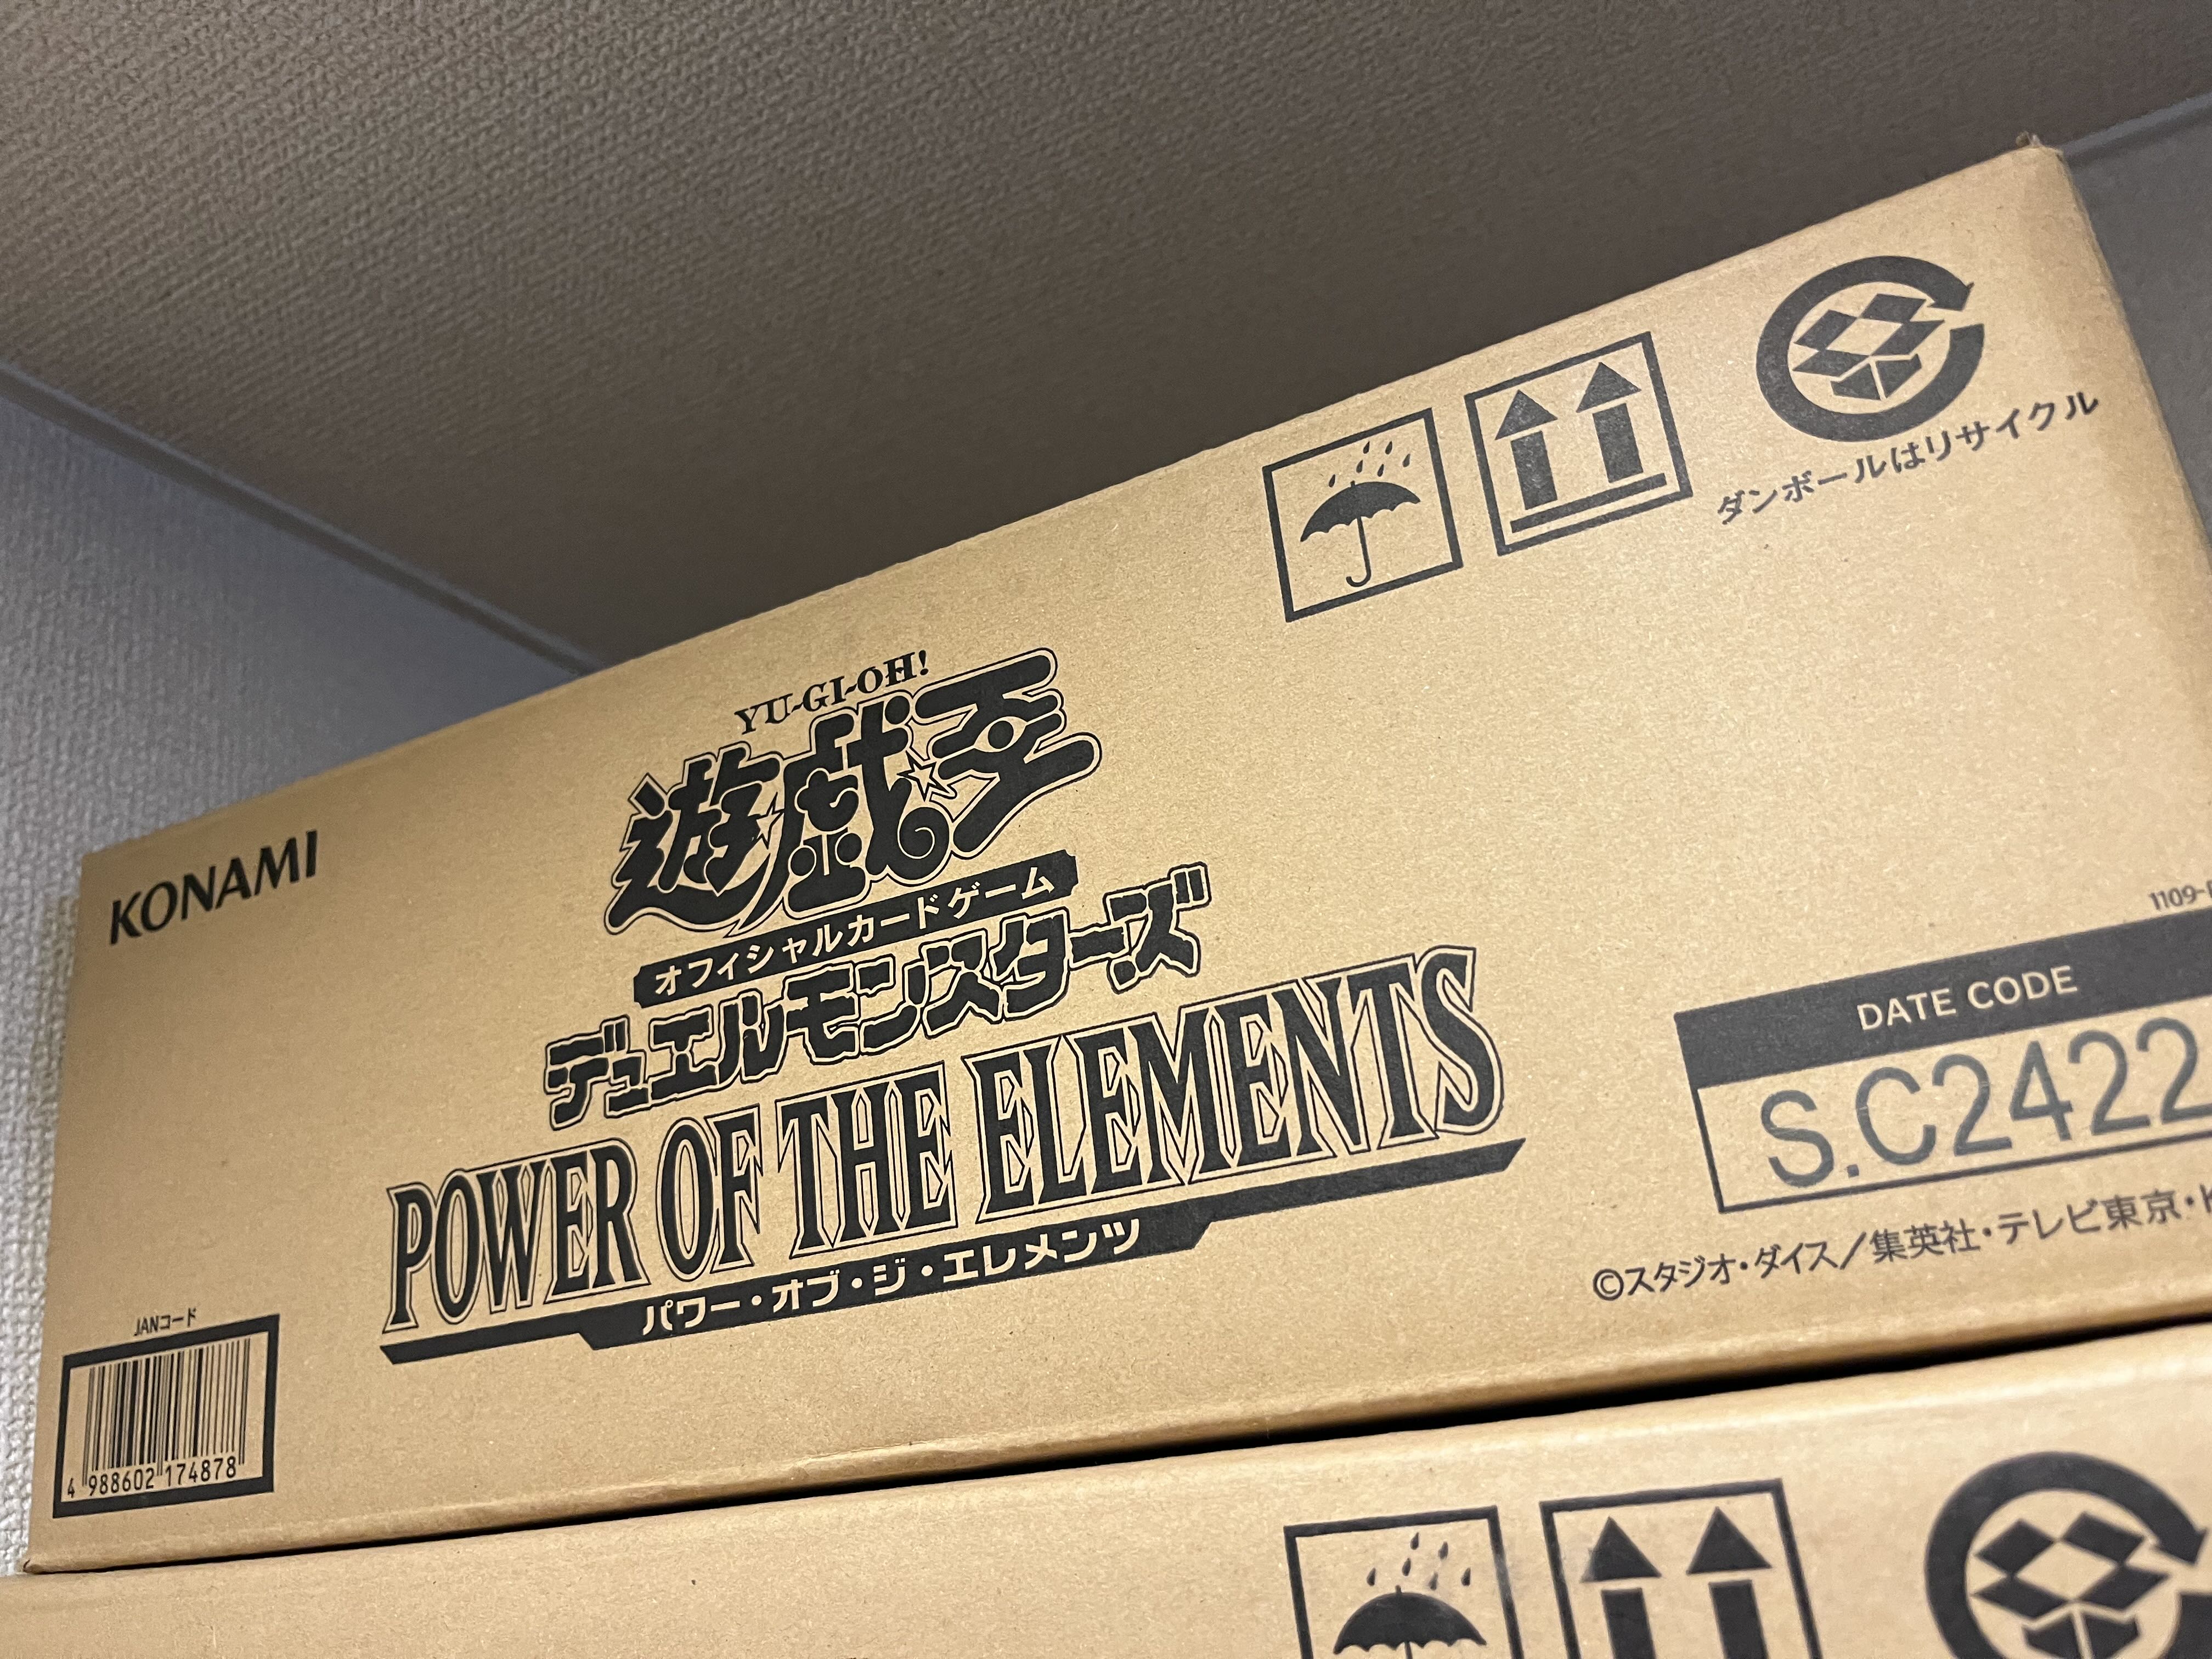 ダンボールはリサイクル
YU-GI-OH!
遊戯王
オフィシャルカードゲーム
デュエルモンスターズ
POWER OF THE ELEMENTS
パワー・オブ・ジ・エレメンツ
KONAMI
JANコード
4 988602 174878
1109-
DATE CODE
S.C2422
©スタジオ・ダイス/集英社・テレビ東京・